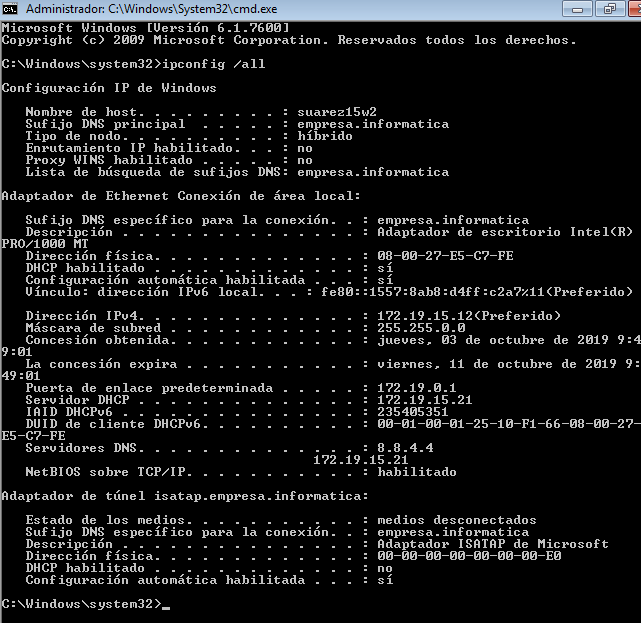 Administrador: C:\Windows\System32\cmd.exe
Microsoft Windows [Versión 6.1.7600]
Copyright (c) 2009 Microsoft Corporation. Reservados todos los derechos.
C:\Windows\system32>ipconfig /all
Configuración IP de Windows
Nombre de host. . . . . . . . . : suarez15w2
Sufijo DNS principal . . . . . : empresa.informatica
Tipo de nodo. . . . . . . . . . : híbrido
Enrutamiento IP habilitado. . . : no
Proxy WINS habilitado . . . . . : no
Lista de búsqueda de sufijos DNS: empresa.informatica
Adaptador de Ethernet Conexión de área local:
Sufijo DNS específico para la conexión. . : empresa.informatica
Descripción . . . . . . . . . . . . . . . : Adaptador de escritorio Intel(R)
PRO/1000 MT
Dirección física. . . . . . . . . . . . . : 08-00-27-E5-C7-FE
DHCP habilitado . . . . . . . . . . . . . : sí
Configuración automática habilitada . . . : sí
Vínculo: dirección IPv6 local. . . : fe80::1557:8ab8:d4ff:c2a7%11(Preferido)
Dirección IPv4. . . . . . . . . . . . . . : 172.19.15.12(Preferido)
Máscara de subred . . . . . . . . . . . . : 255.255.0.0
Concesión obtenida. . . . . . . . . . . . : jueves, 03 de octubre de 2019 9:4
9:01
La concesión expira . . . . . . . . . . . : viernes, 11 de octubre de 2019 9:
49:01
Puerta de enlace predeterminada . . . . . : 172.19.0.1
Servidor DHCP . . . . . . . . . . . . . . : 172.19.15.21
IAID DHCPv6 . . . . . . . . . . . . . . . : 235405351
DUID de cliente DHCPv6. . . . . . . . . . : 00-01-00-01-25-10-F1-66-08-00-27-
E5-C7-FE
Servidores DNS. . . . . . . . . . . . . . : 8.8.4.4
172.19.15.21
NetBIOS sobre TCP/IP. . . . . . . . . . . : habilitado
Adaptador de túnel isatap.empresa.informatica:
Estado de los medios. . . . . . . . . . . : medios desconectados
Sufijo DNS específico para la conexión. . : empresa.informatica
Descripción . . . . . . . . . . . . . . . : Adaptador ISATAP de Microsoft
Dirección física. . . . . . . . . . . . . : 00-00-00-00-00-00-00-E0
DHCP habilitado . . . . . . . . . . . . . : no
Configuración automática habilitada . . . : sí
C:\Windows\system32>_